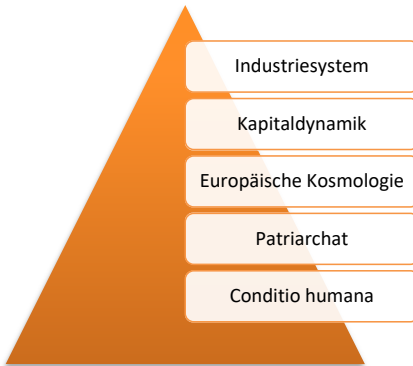 Industriesystem
Kapitaldynamik
Europäische Kosmologie
Patriarchat
Conditio humana